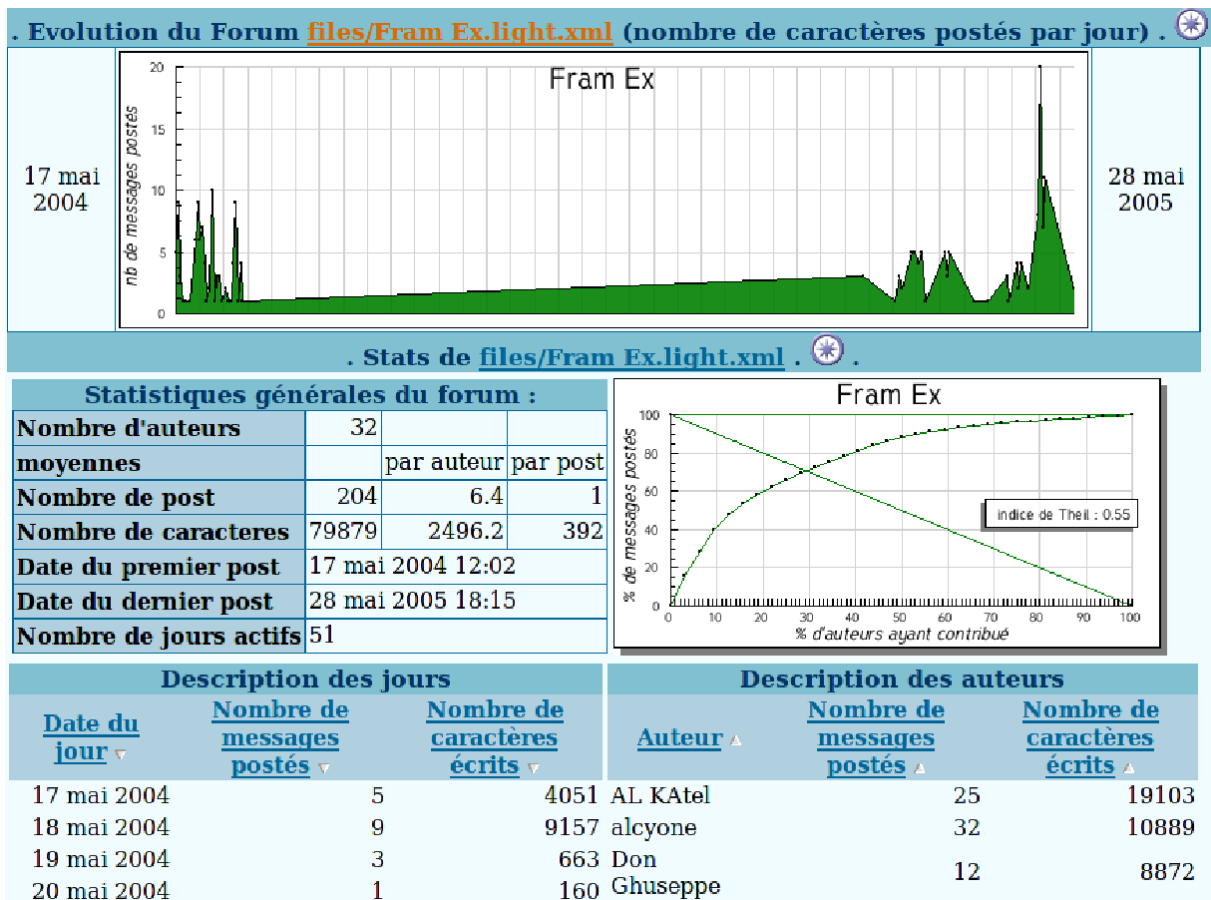 . Evolution du Forum files/Fram Ex.light.xml (nombre de caractères postés par jour) .
17 mai
2004
Fram Ex
nb de messages postés
20
15
10
5
0
28 mai
2005
. Stats de files/Fram Ex.light.xml . .
Statistiques générales du forum :
Nombre d'auteurs 32
moyennes par auteur par post
Nombre de post 204 6.4 1
Nombre de caracteres 79879 2496.2 392
Date du premier post 17 mai 2004 12:02
Date du dernier post 28 mai 2005 18:15
Nombre de jours actifs 51
Fram Ex
% de messages postés
100
80
60
40
20
0
indice de Theil : 0.55
0 10 20 30 40 50 60 70 80 90 100
% d'auteurs ayant contribué
Description des jours
Date du jour
Nombre de messages postés
Nombre de caractères écrits
17 mai 2004 5 4051
18 mai 2004 9 9157
19 mai 2004 3 663
20 mai 2004 1 160
Description des auteurs
Auteur
Nombre de messages postés
Nombre de caractères écrits
AL KAtel 25 19103
alcyone 32 10889
Don Ghuseppe 12 8872